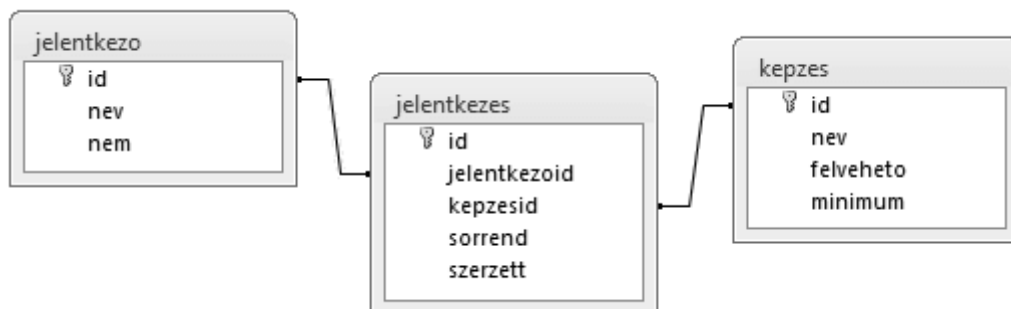 jelentkezo
id
nev
nem
jelentkezes
id
jelentkezoid
kepzesid
sorrend
szerzett
kepzes
id
nev
felveheto
minimum